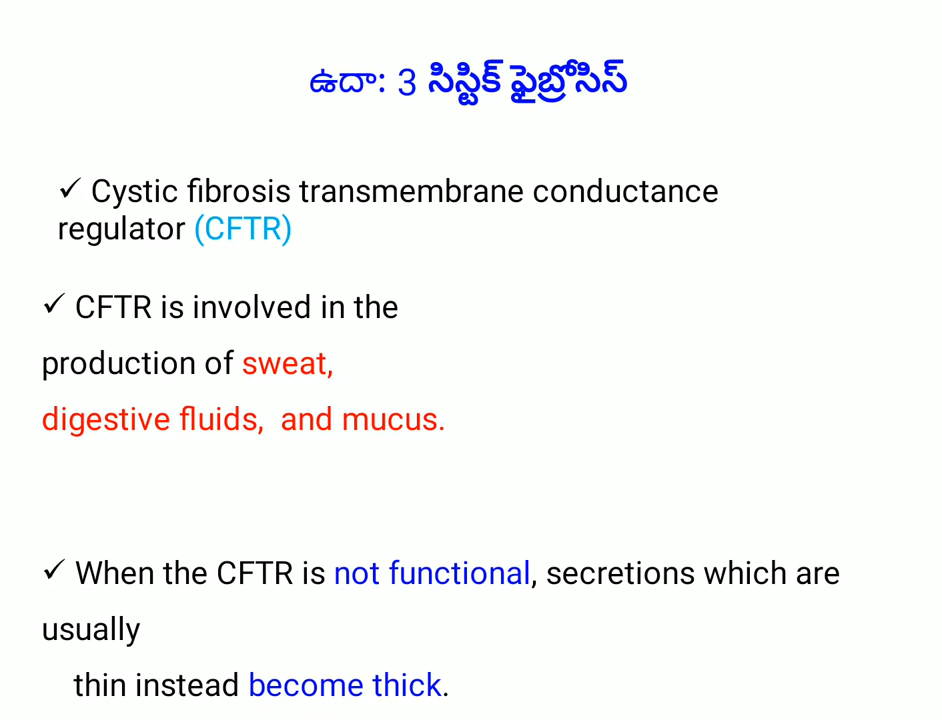 ఉదా: 3 సిస్టిక్ ఫైబ్రోసిస్
✓ Cystic fibrosis transmembrane conductance
regulator (CFTR)
✓ CFTR is involved in the
production of sweat,
digestive fluids,  and mucus.
✓ When the CFTR is not functional, secretions which are
usually
thin instead become thick.